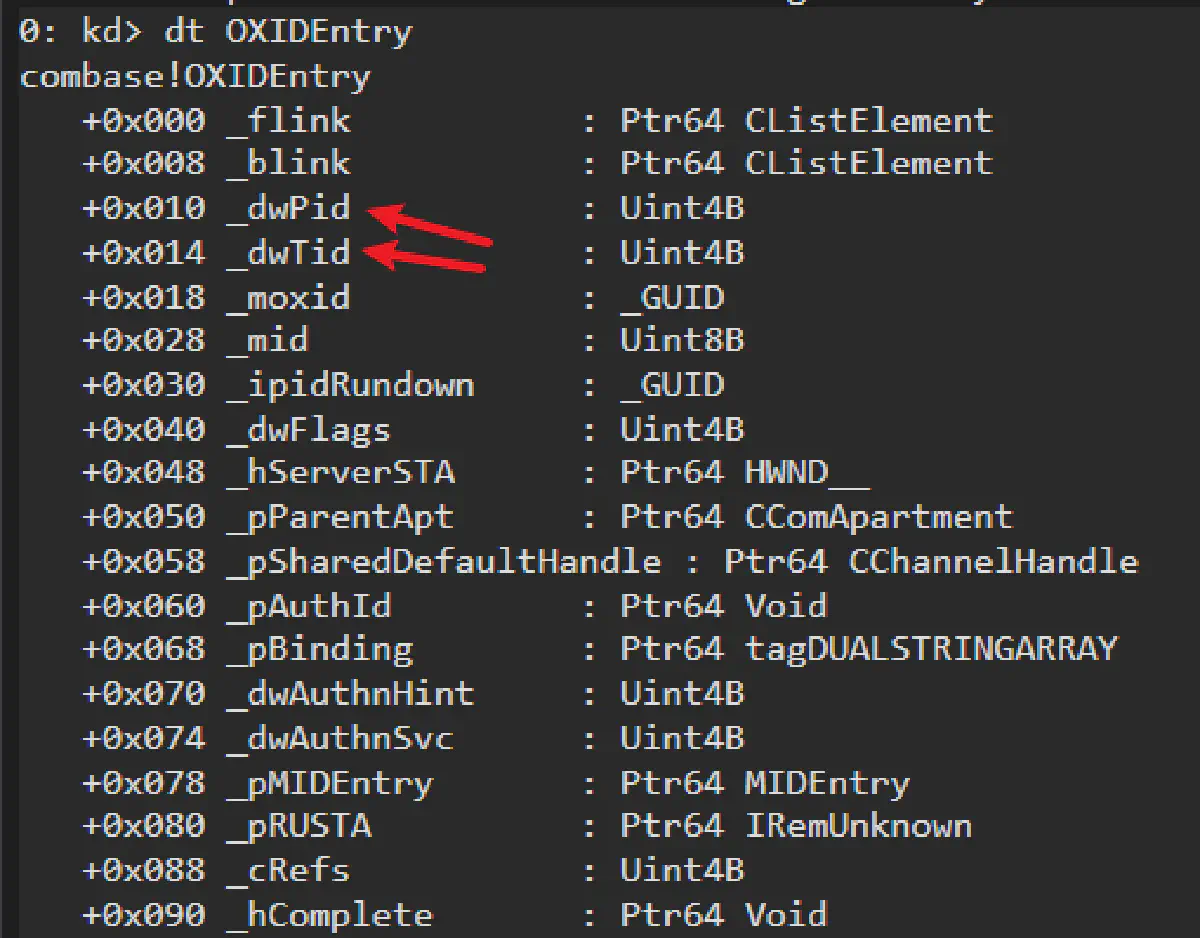 0: kd> dt OXIDEntry
combase!OXIDEntry
+0x000 _flink : Ptr64 CListElement
+0x008 _blink : Ptr64 CListElement
+0x010 _dwPid : Uint4B
+0x014 _dwTid : Uint4B
+0x018 _moxid : _GUID
+0x028 _mid : Uint8B
+0x030 _ipidRundown : _GUID
+0x040 _dwFlags : Uint4B
+0x048 _hServerSTA : Ptr64 HWND__
+0x050 _pParentApt : Ptr64 CComApartment
+0x058 _pSharedDefaultHandle : Ptr64 CChannelHandle
+0x060 _pAuthId : Ptr64 Void
+0x068 _pBinding : Ptr64 tagDUALSTRINGARRAY
+0x070 _dwAuthnHint : Uint4B
+0x074 _dwAuthnSvc : Uint4B
+0x078 _pMIDEntry : Ptr64 MIDEntry
+0x080 _pRUSTA : Ptr64 IRemUnknown
+0x088 _cRefs : Uint4B
+0x090 _hComplete : Ptr64 Void